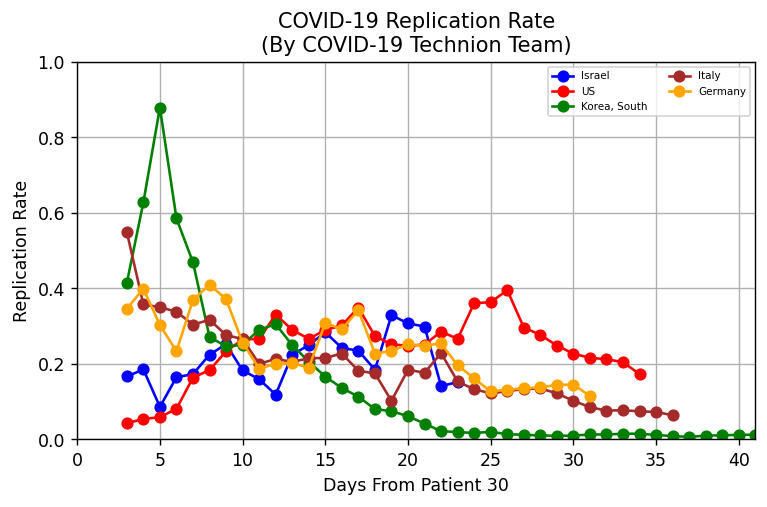 COVID-19 Replication Rate
(By COVID-19 Technion Team)
Israel
US
Korea, South
Italy
Germany
Replication Rate
1.0
0.8
0.6
0.4
0.2
0.0
0 5 10 15 20 25 30 35 40
Days From Patient 30